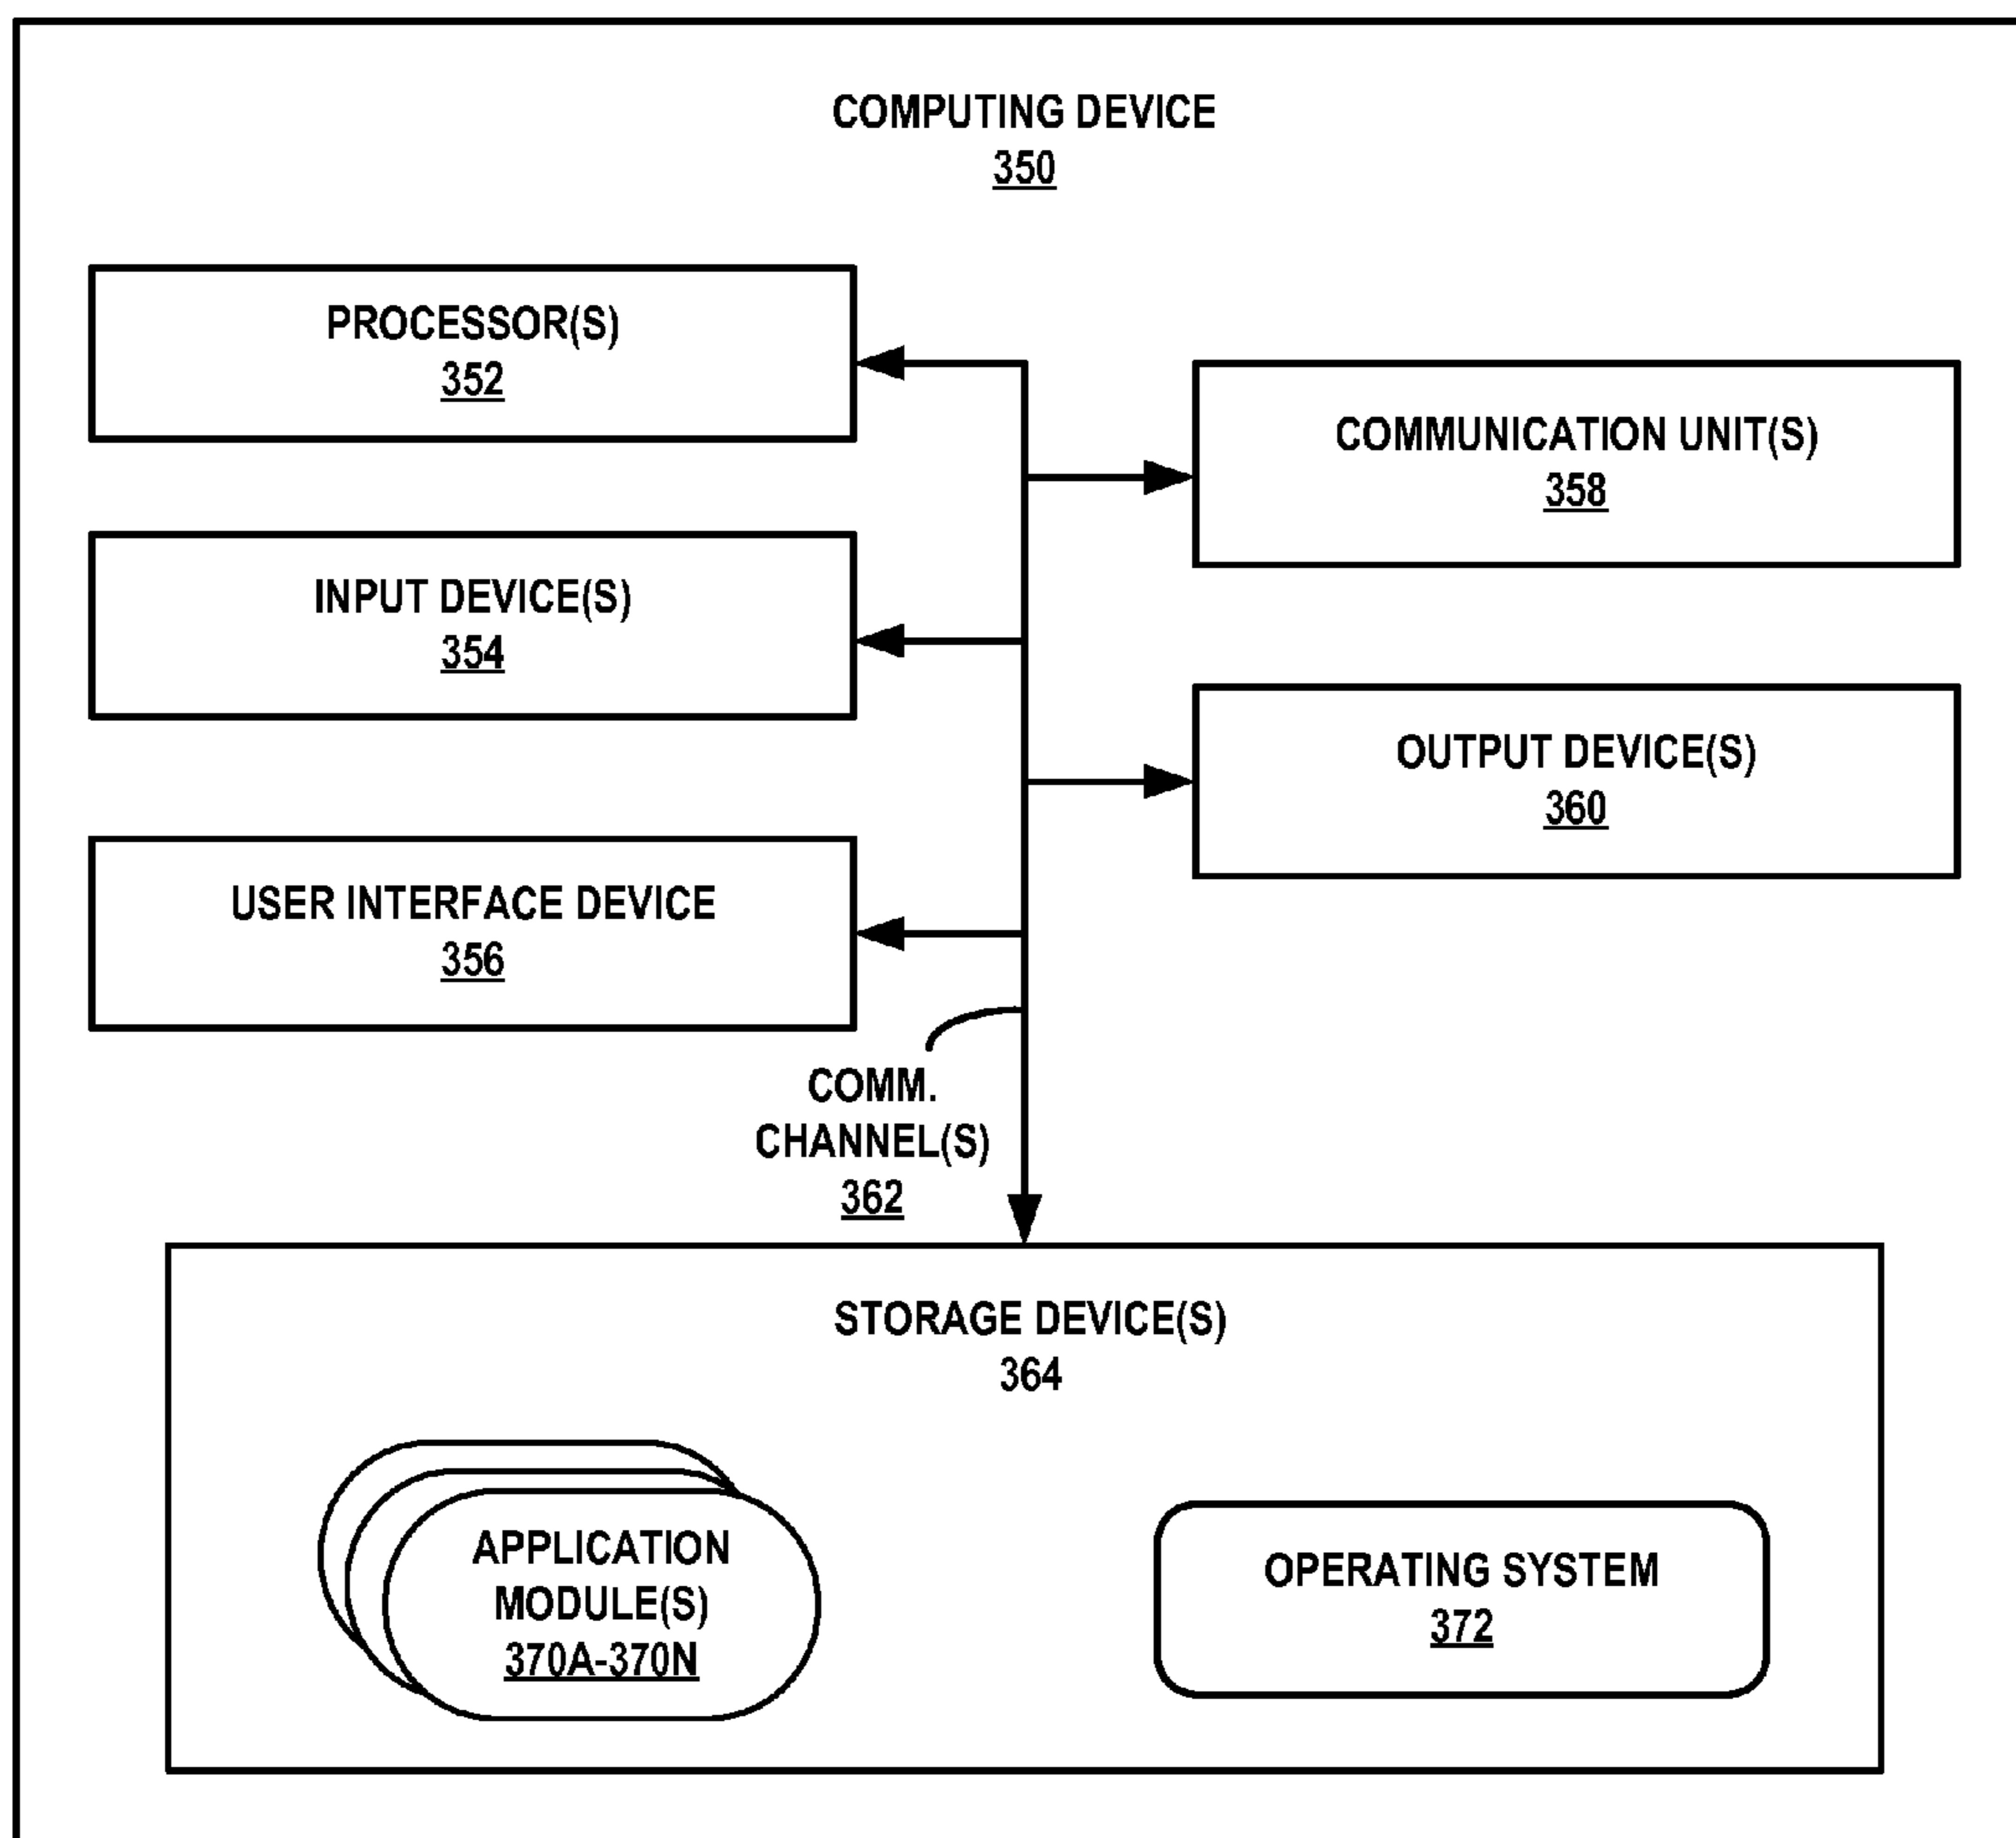 COMPUTING DEVICE
350
PROCESSOR(S)
352
COMMUNICATION UNIT(S)
358
INPUT DEVICE(S)
354
OUTPUT DEVICE(S)
360
USER INTERFACE DEVICE
356
COMM.
CHANNEL(S)
362
STORAGE DEVICE(S)
364
APPLICATION
MODULE(S)
370A-370N
OPERATING SYSTEM
372